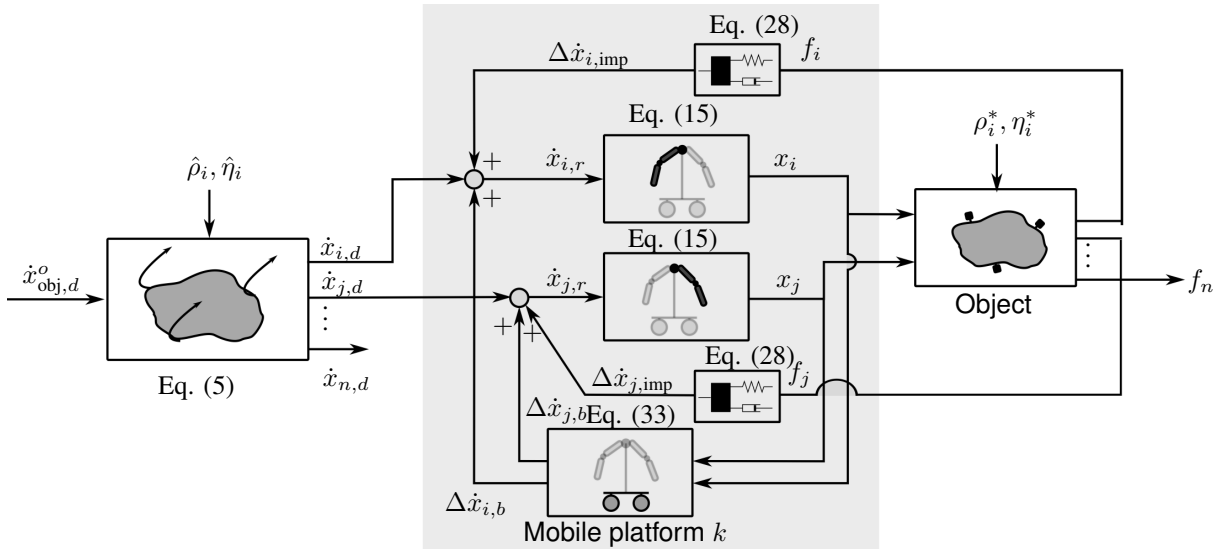 Eq. (28)
Δẋ_{i,imp}
f_i
Eq. (15)
ρ_i^*, η_i^*
ρ̂_i, η̂_i
+
ẋ_{i,r}
x_i
+
ẋ_{i,d}
Eq. (15)
ẋ^o_{obj,d}
ẋ_{j,d}
ẋ_{j,r}
x_j
⋮
f_n
Object
+
+
⋮
Eq. (5)
ẋ_{n,d}
Eq. (28)
Δẋ_{j,imp}
f_j
Δẋ_{j,b}
Eq. (33)
Δẋ_{i,b}
Mobile platform k